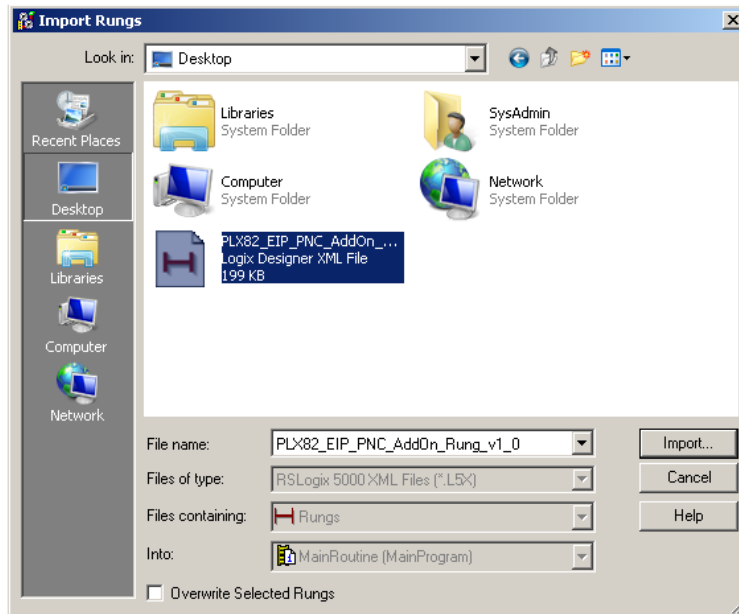 Import Rungs
Look in:
Desktop
Recent Places
Desktop
Libraries
Computer
Network
Libraries
System Folder
SysAdmin
System Folder
Computer
System Folder
Network
System Folder
PLX82_EIP_PNC_AddOn_...
Logix Designer XML File
199 KB
File name:
PLX82_EIP_PNC_AddOn_Rung_v1_0
Import...
Files of type:
RSLogix 5000 XML Files (*.L5X)
Cancel
Files containing:
Rungs
Help
Into:
MainRoutine (MainProgram)
Overwrite Selected Rungs